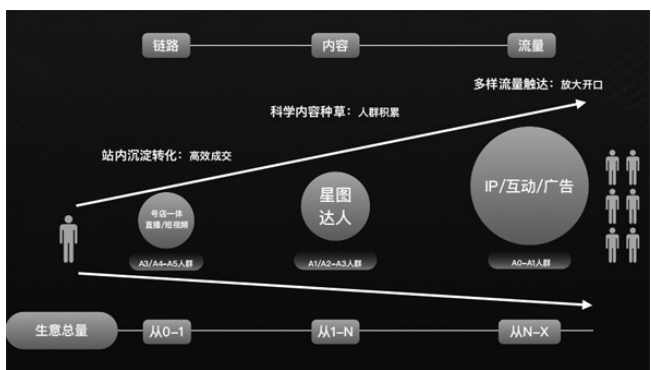 链路
内容
流量
多样流量触达：放大开口
科学内容种草：人群积累
站内沉淀转化：高效成交
号店一体
直播/短视频
星图
达人
IP/互动/广告
A3/A4-A5人群
A1/A2-A3人群
A0-A1人群
生意总量
从0-1
从1-N
从N-X